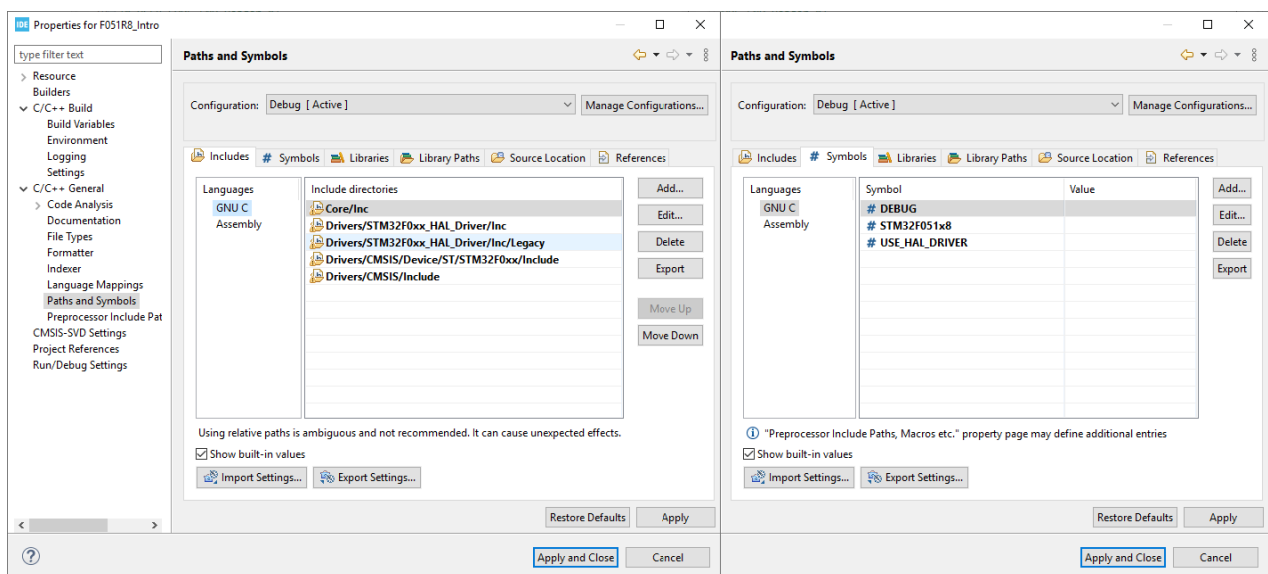 IDE Properties for F051R8_Intro
type filter text
Resource
Builders
C/C++ Build
Build Variables
Environment
Logging
Settings
C/C++ General
Code Analysis
Documentation
File Types
Formatter
Indexer
Language Mappings
Paths and Symbols
Preprocessor Include Pat
CMSIS-SVD Settings
Project References
Run/Debug Settings
Paths and Symbols
Configuration: Debug [ Active ] Manage Configurations...
Includes # Symbols Libraries Library Paths Source Location References
Languages
GNU C
Assembly
Include directories
Core/Inc
Drivers/STM32F0xx_HAL_Driver/Inc
Drivers/STM32F0xx_HAL_Driver/Inc/Legacy
Drivers/CMSIS/Device/ST/STM32F0xx/Include
Drivers/CMSIS/Include
Add...
Edit...
Delete
Export
Move Up
Move Down
Using relative paths is ambiguous and not recommended. It can cause unexpected effects.
Show built-in values
Import Settings... Export Settings...
Restore Defaults Apply
Apply and Close Cancel
Paths and Symbols
Configuration: Debug [ Active ] Manage Configurations...
Includes # Symbols Libraries Library Paths Source Location References
Languages
GNU C
Assembly
Symbol Value
# DEBUG
# STM32F051x8
# USE_HAL_DRIVER
Add...
Edit...
Delete
Export
"Preprocessor Include Paths, Macros etc." property page may define additional entries
Show built-in values
Import Settings... Export Settings...
Restore Defaults Apply
Apply and Close Cancel